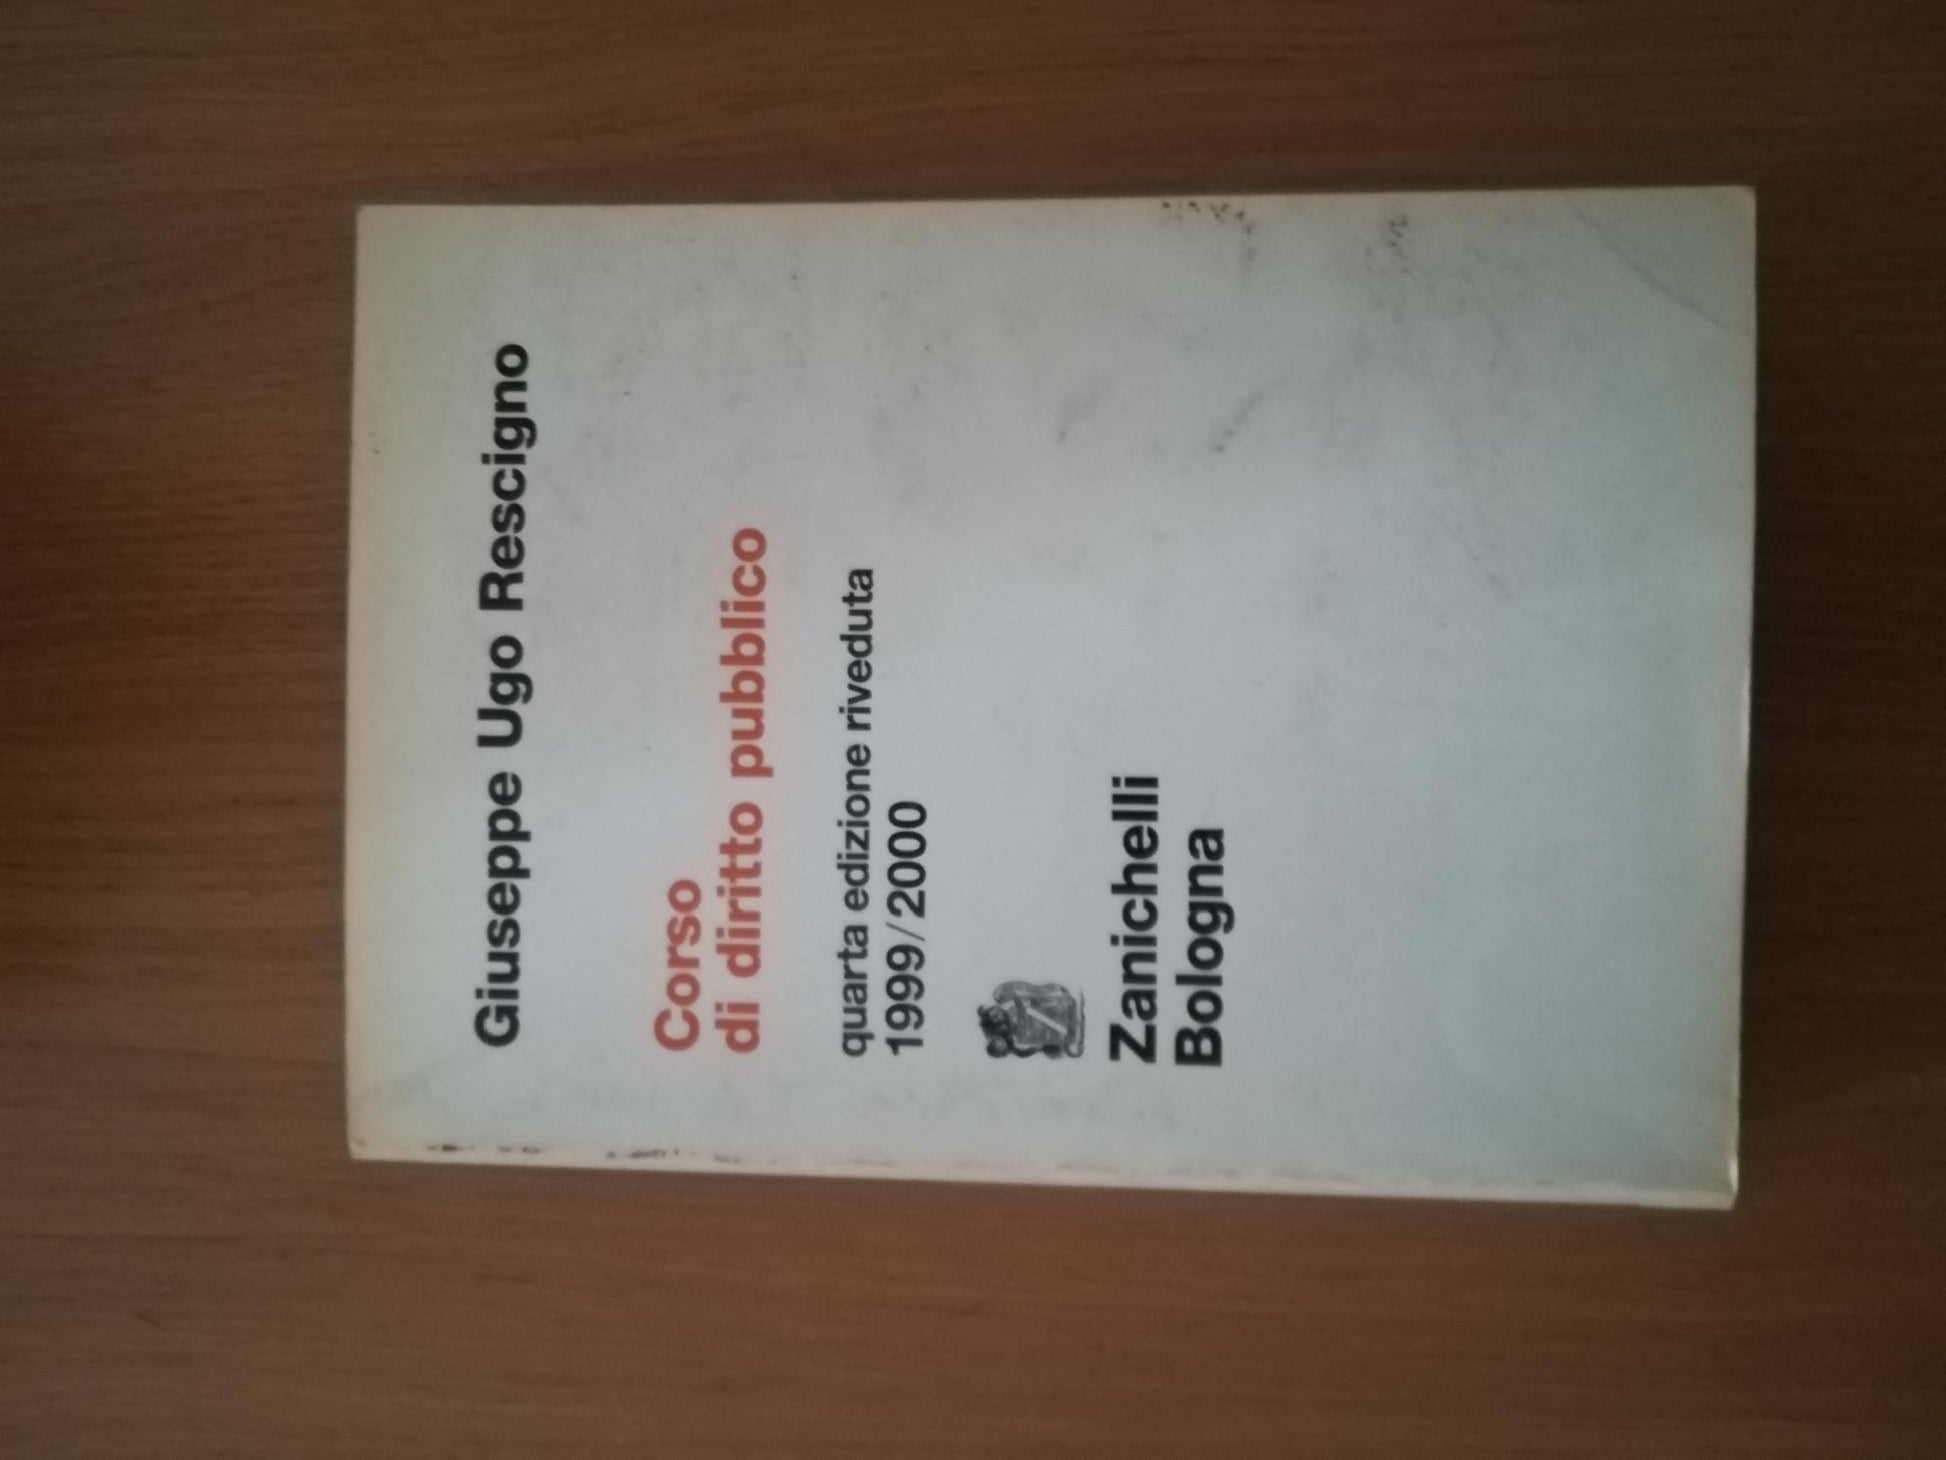 Giuseppe Ugo Rescigno
Corso
di diritto pubblico
quarta edizione riveduta
1999/2000
Zanichelli
Bologna